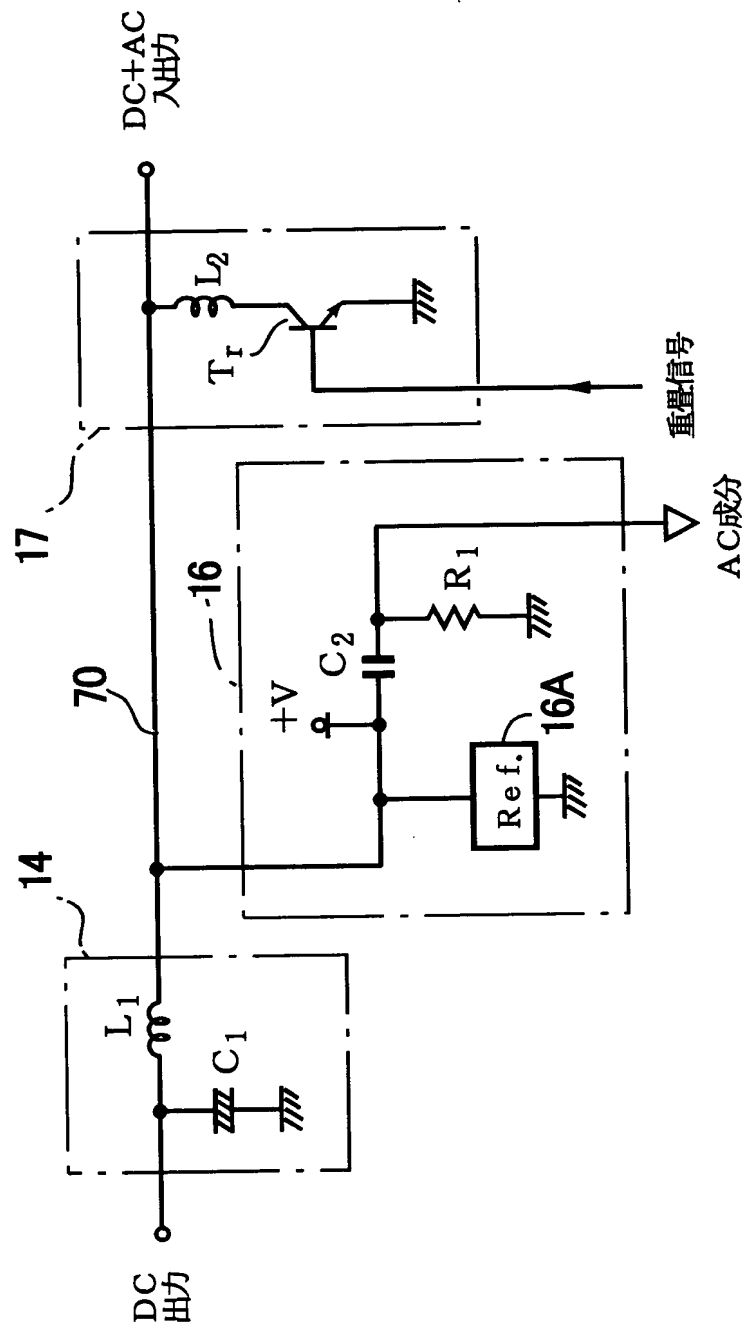 DC+AC
入出力
17
L2
Tr
重畳信号
70
16
+V
C2
R1
AC成分
Ref.
16A
14
L1
C1
DC
出力